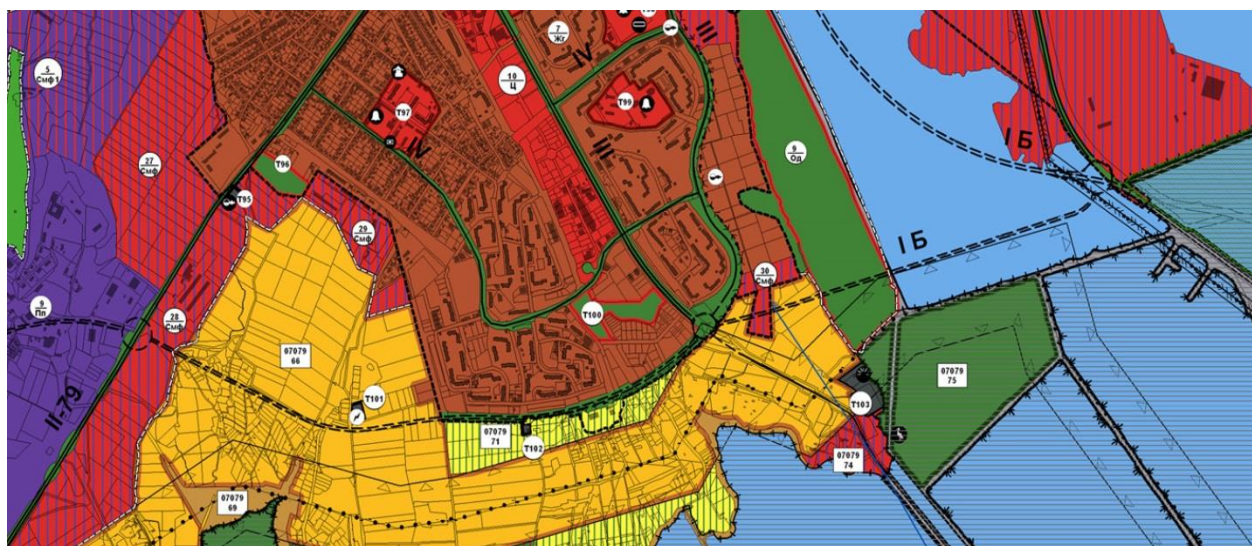 7
Жг
IV
III
5
Смф1
10
Ц
Т97
Т99
III
IV
9
Од
I Б
27
Смф
Т96
Т95
29
Смф
I Б
30
Смф
9
Пп
28
Смф
Т100
07079
66
07079
75
II-79
Т101
Т103
07079
71
Т102
07079
74
07079
69